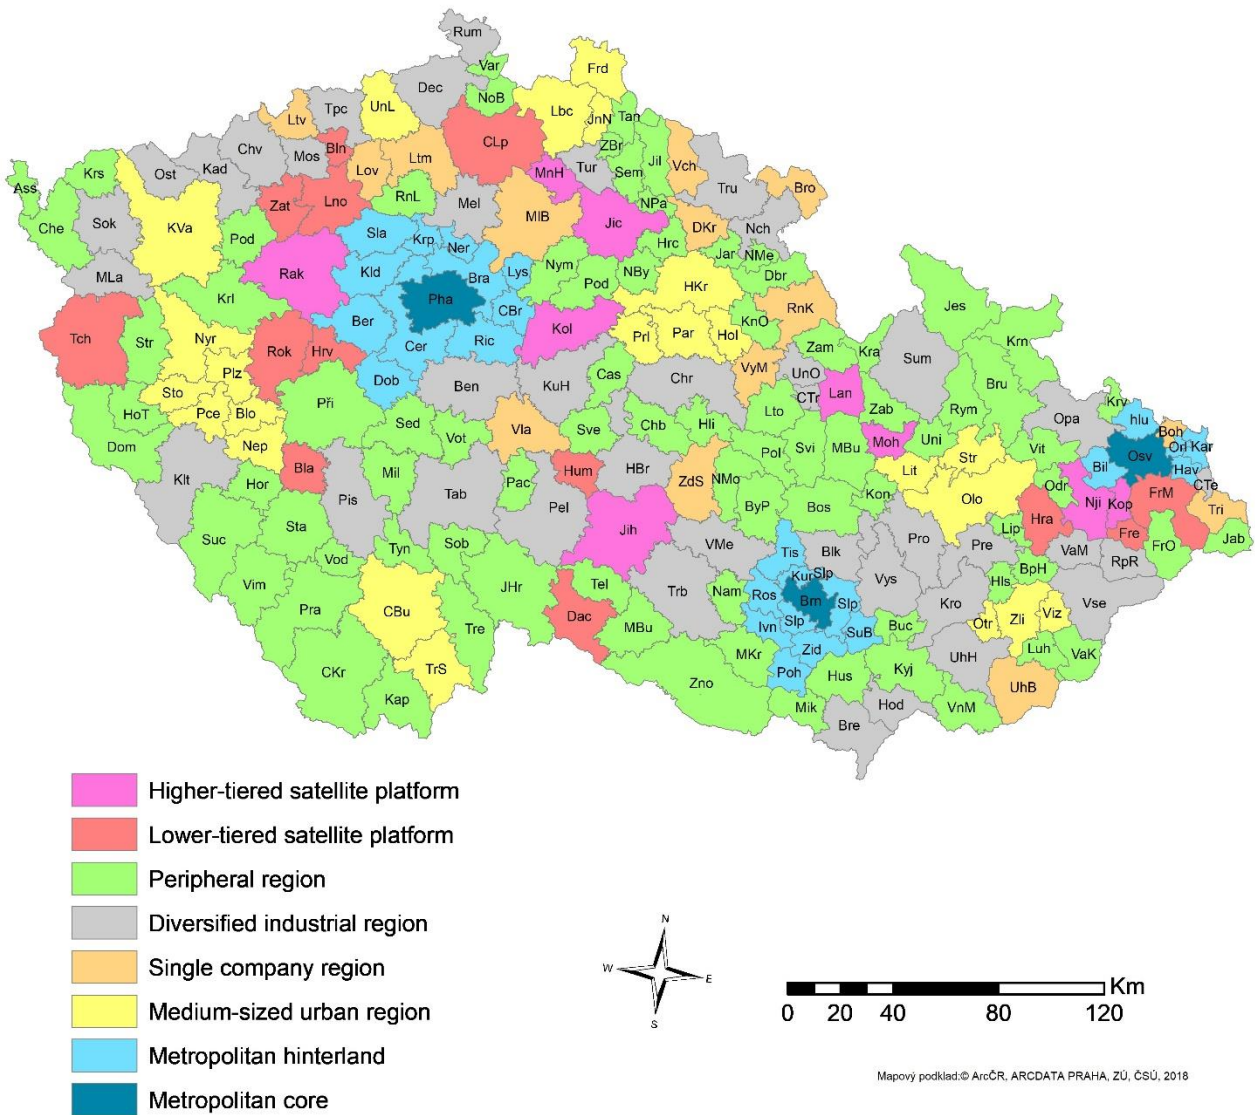 Rum
Var
Frd
Dec
NoB
Tpc
UnL
Ltv
Lbc
JnN
Tan
Chv
Mos
Bln
CLp
ZBr
Jil
Vch
Ost
Kad
Lov
Ltm
MnH
Tur
Sem
Tru
Bro
Krs
Ass
Zat
Lno
RnL
Mel
MlB
Jic
NPa
DKr
Nch
Che
Sok
KVa
Pod
Sla
Krp
Ner
Hrc
Jar
NMe
MLa
Rak
Kld
Bra
Lys
Nym
Pod
NBy
Dbr
Krl
Pha
HKr
RnK
Jes
Tch
Str
Nyr
Ber
CBr
Kol
Prl
Par
Hol
KnO
Rok
Hrv
Cer
Ric
Zam
Kra
Sum
Krn
Plz
Dob
Ben
KuH
Cas
Chr
VyM
UnO
CTr
Lan
Bru
Sto
Pce
Blo
Při
HoT
Sed
Vot
Vla
Sve
Chb
Hli
Lto
Zab
Rym
Opa
Krv
hlu
Boh
Dom
Nep
Moh
Uni
Vit
Osv
Orl
Kar
Klt
Bla
Hor
Mil
Pac
Hum
HBr
ZdS
NMo
Pol
Svi
MBu
Lit
Str
Bil
Hav
CTe
Pis
Tab
Pel
ByP
Bos
Kon
Olo
Odr
Nji
Kop
FrM
Tri
Suc
Sta
Vod
Tyn
Sob
Jih
VMe
Tis
Blk
Pro
Pre
Lip
Hra
Fre
FrO
Jab
Vim
CBu
JHr
Tel
Trb
Nam
Kur
Slp
Vys
VaM
RpR
BpH
Hls
Pra
Tre
Dac
MBu
Ros
Brn
Slp
Kro
Vse
CKr
TrS
Ivn
Slp
SuB
Buc
Otr
Zli
Viz
Kap
MKr
Zid
UhH
Luh
VaK
Zno
Poh
Hus
Kyj
UhB
Mik
Bre
Hod
VnM
Higher-tiered satellite platform
Lower-tiered satellite platform
Peripheral region
Diversified industrial region
Single company region
Medium-sized urban region
Metropolitan hinterland
Metropolitan core
N
W
E
S
Km
0 20 40 80 120
Mapový podklad:© ArcČR, ARCDATA PRAHA, ZÚ, ČSÚ, 2018